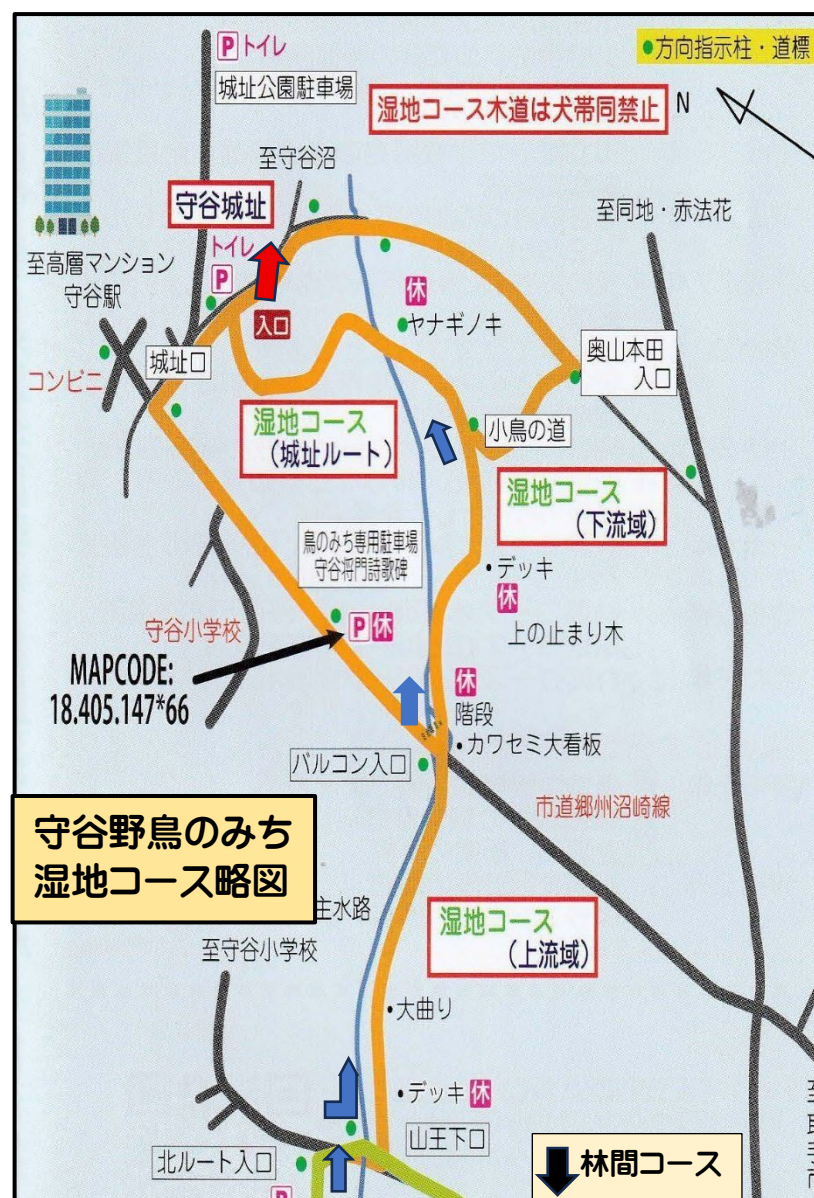 Pトイレ
城址公園駐車場
●方向指示柱・道標
湿地コース木道は犬帯同禁止
N
至守谷沼
守谷城址
至同地・赤法花
トイレ
P
至高層マンション
守谷駅
入口
休
ヤナギノキ
奥山本田
入口
城址口
コンビニ
湿地コース
(城址ルート)
小鳥の道
湿地コース
(下流域)
鳥のみち専用駐車場
守谷将門詩歌碑
・デッキ
休
上の止まり木
P休
守谷小学校
MAPCODE:
18.405.147*66
休
階段
・カワセミ大看板
バルコン入口
市道郷州沼崎線
守谷野鳥のみち
湿地コース略図
主水路
湿地コース
(上流域)
至守谷小学校
・大曲り
・デッキ休
山王下口
北ルート入口
P
林間コース
至